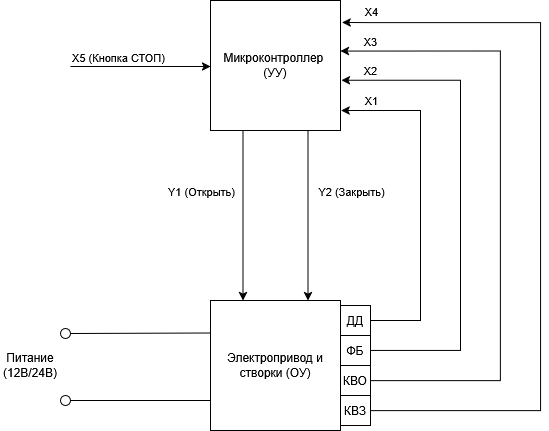 X4
X3
X2
X1
X5 (Кнопка СТОП)
Микроконтроллер
(УУ)
Y1 (Открыть)
Y2 (Закрыть)
Питание
(12В/24В)
Электропривод и
створки (ОУ)
ДД
ФБ
КВО
КВЗ